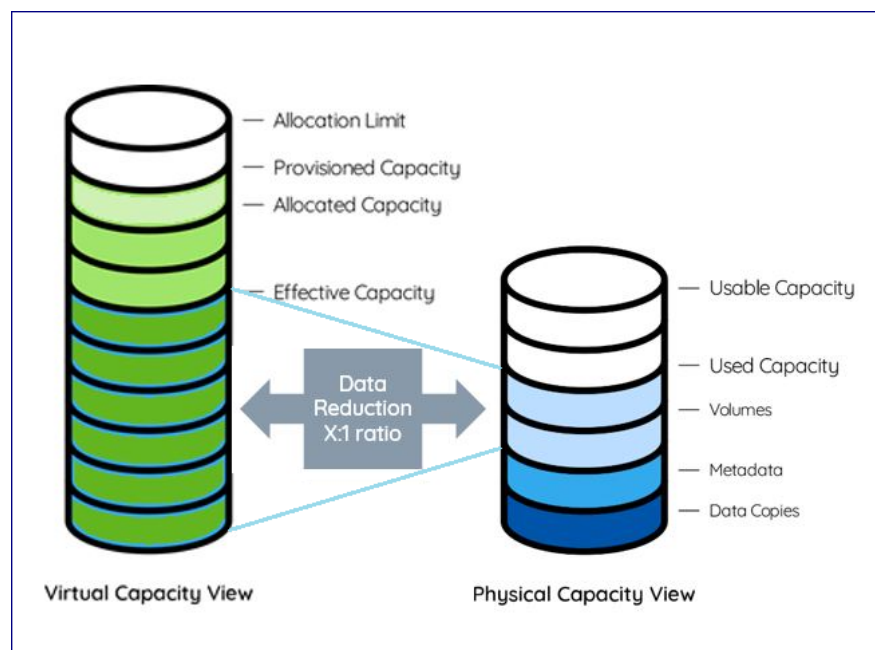 Allocation Limit
Provisioned Capacity
Allocated Capacity
Effective Capacity
Data
Reduction
X:1 ratio
Usable Capacity
Used Capacity
Volumes
Metadata
Data Copies
Virtual Capacity View
Physical Capacity View